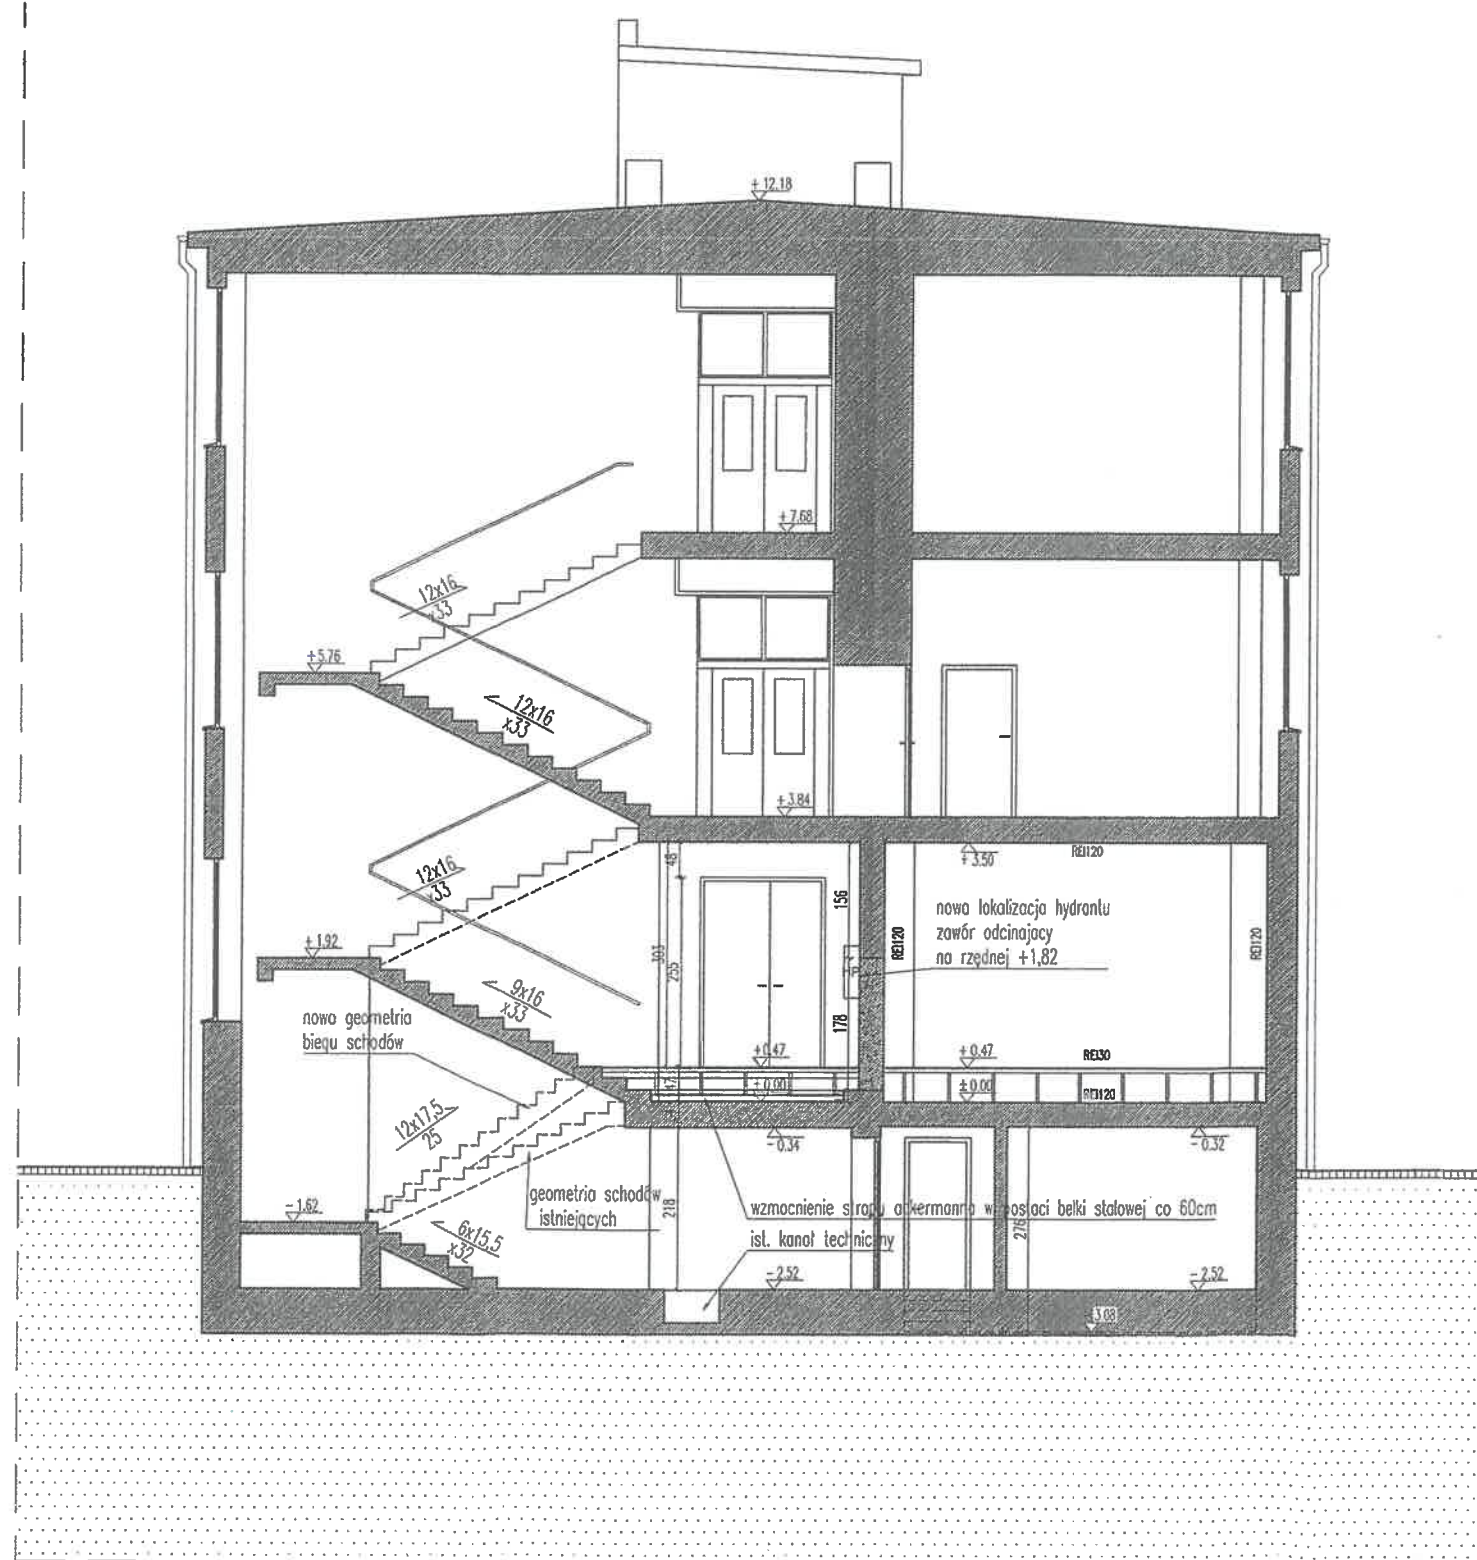 + 12.18
+ 7.68
12x16
x33
+5.76
12x16
x33
+ 3.84
48
REI120
+ 3.50
12x16
x33
156
nowa lokalizacja hydrantu
zawór odcinający
na rzędnej +1,82
REI120
REI120
+ 1.92
303
255
9x16
x33
178
nowa geometria
biegu schodów
+0.47
+0.47
REI30
47
± 0.00
± 0.00
REI120
12x17,5
25
- 0.34
- 0.32
geometria schodów
istniejących
218
wzmocnienie stropu ackermanna w postaci belki stalowej co 60cm
276
- 1.62
6x15,5
x32
ist. kanał techniczny
- 2.52
- 2.52
3.08